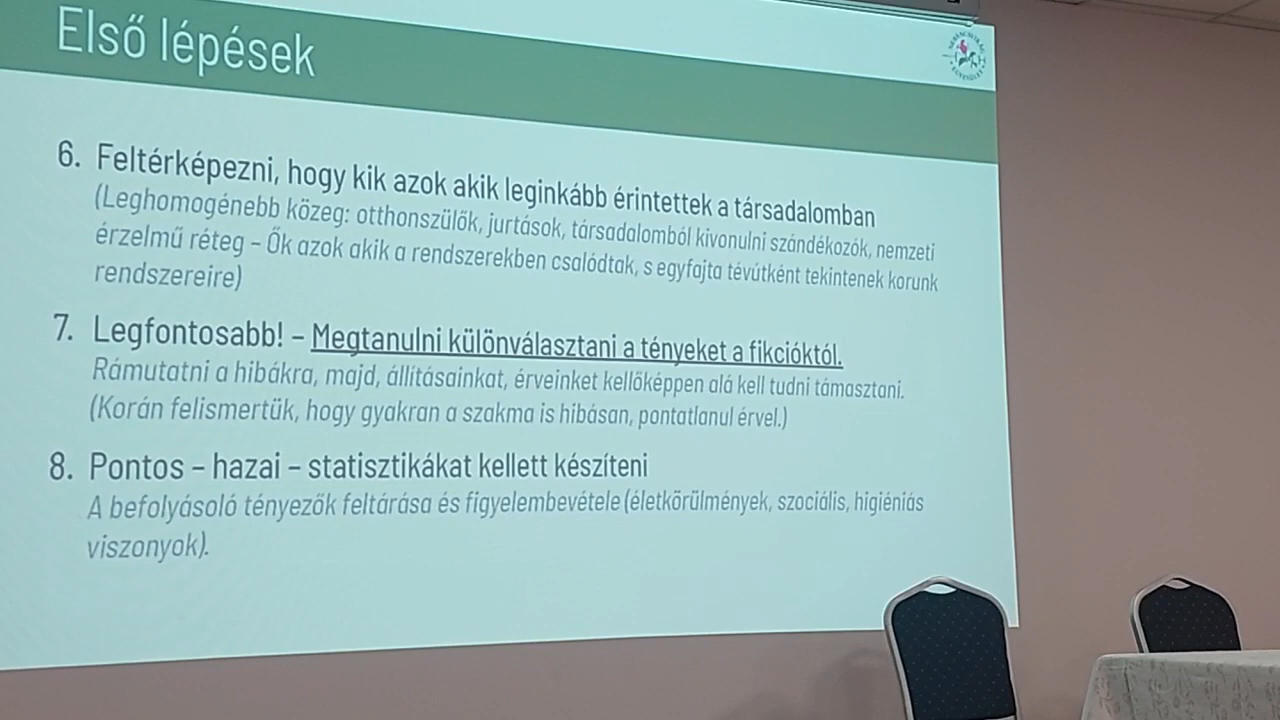 Első lépések
6. Feltérképezni, hogy kik azok akik leginkább érintettek a társadalomban
(Leghomogénebb közeg: otthonszülők, jurtások, társadalomból kivonulni szándékozók, nemzeti
érzelmű réteg – Ők azok akik a rendszerekben csalódtak, s egyfajta tévútként tekintenek korunk
rendszereire)
7. Legfontosabb! – Megtanulni különválasztani a tényeket a fikcióktól.
Rámutatni a hibákra, majd, állításainkat, érveinket kellőképpen alá kell tudni támasztani.
(Korán felismertük, hogy gyakran a szakma is hibásan, pontatlanul érvel.)
8. Pontos – hazai – statisztikákat kellett készíteni
A befolyásoló tényezők feltárása és figyelembevétele (életkörülmények, szociális, higiéniás
viszonyok).